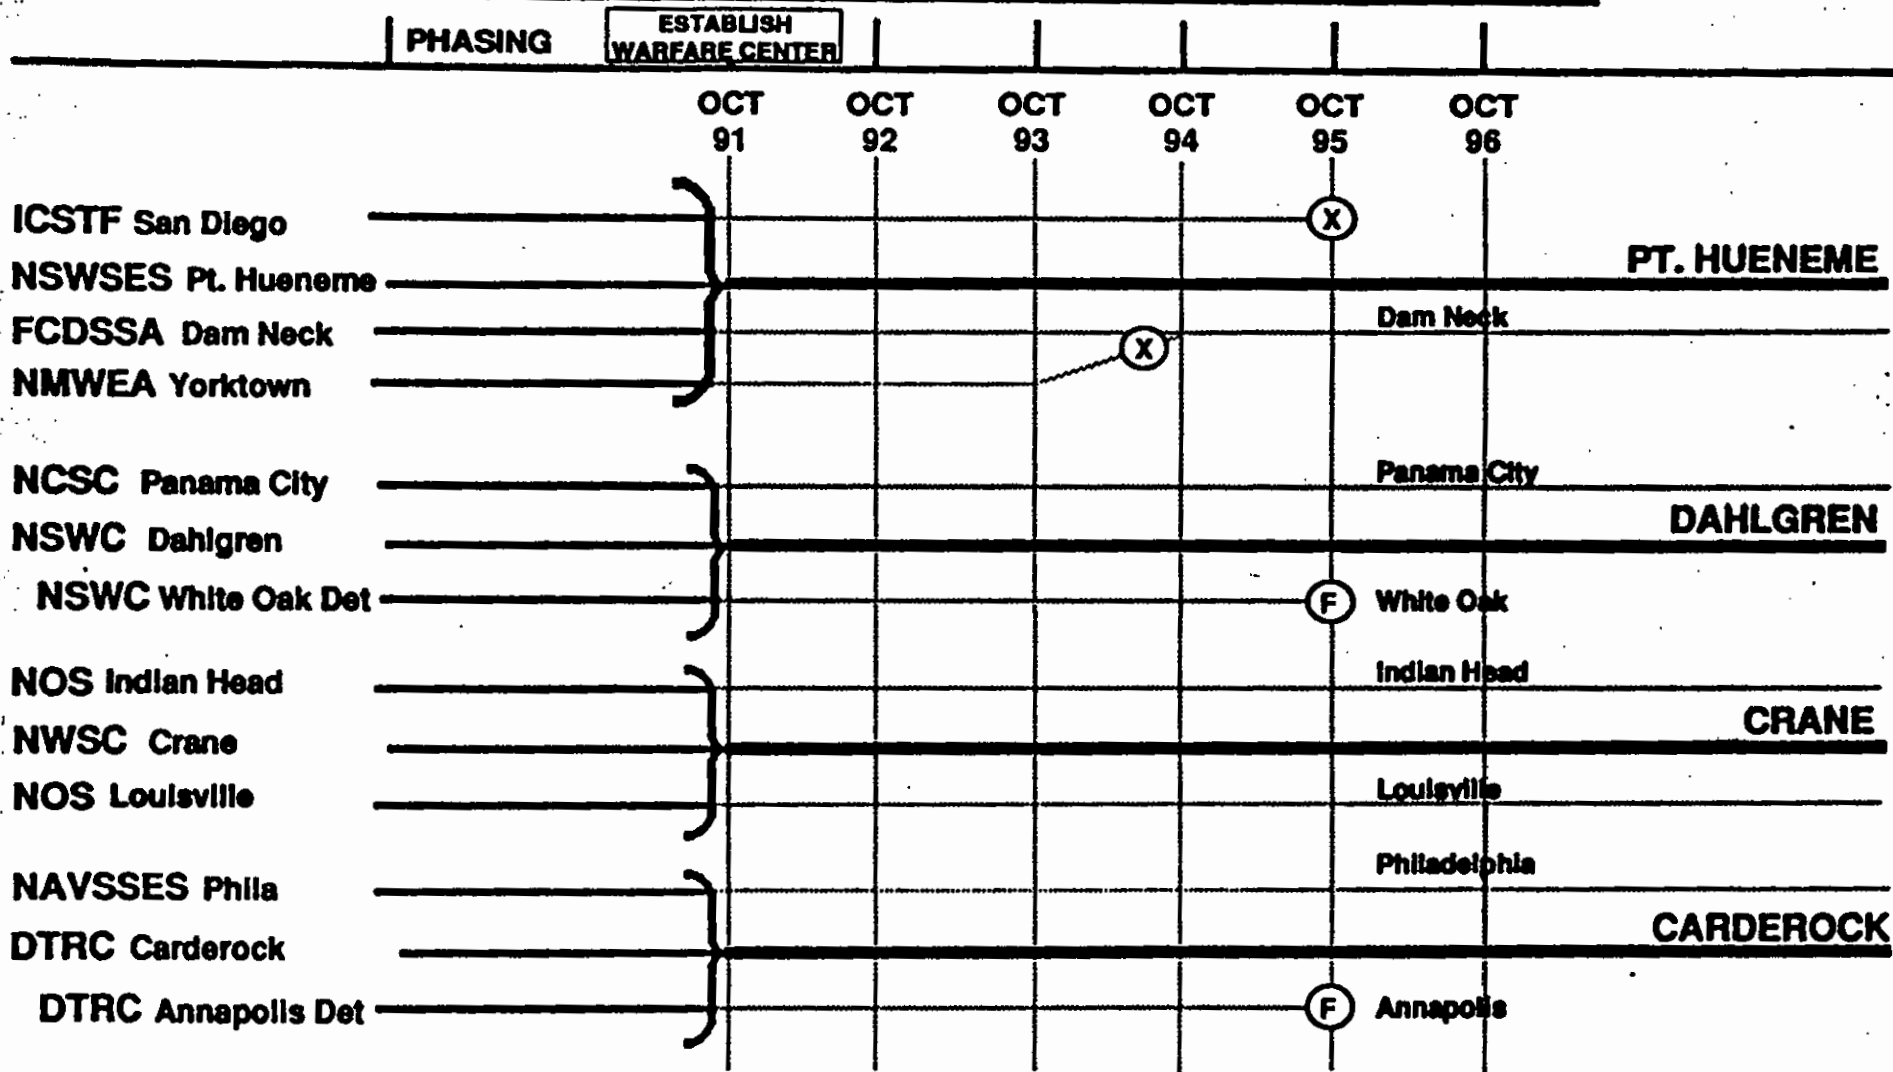 PHASING
ESTABLISH
WARFARE CENTER
OCT OCT OCT OCT OCT OCT
91 92 93 94 95 96
ICSTF San Diego X
PT. HUENEME
NSWSES Pt. Hueneme
Dam Neck
FCDSSA Dam Neck
X
NMWEA Yorktown
Panama City
NCSC Panama City
DAHLGREN
NSWC Dahlgren
NSWC White Oak Det F White Oak
Indian Head
NOS Indian Head
CRANE
NWSC Crane
Louisville
NOS Louisville
Philadelphia
NAVSSES Phila
CARDEROCK
DTRC Carderock
DTRC Annapolis Det F Annapolis